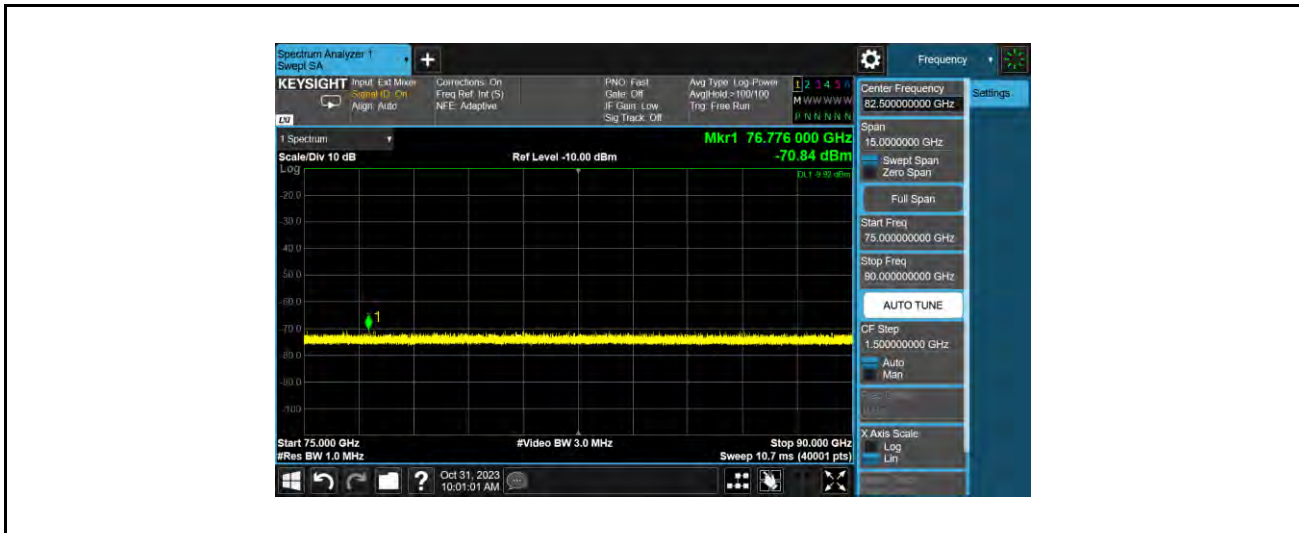 Spectrum Analyzer 1
Swept SA
+
Frequency
KEYSIGHT
Input: Ext Mixer
Signal ID: On
Align: Auto
Corrections: On
Freq Ref: Int (S)
NFE: Adaptive
PNO: Fast
Gate: Off
IF Gain: Low
Sig Track: Off
Avg Type: Log-Power
Avg|Hold:>100/100
Trig: Free Run
1 2 3 4 5 6
M W W W W W
P N N N N N
LXI
Center Frequency
82.500000000 GHz
Settings
1 Spectrum
Mkr1 76.776 000 GHz
-70.84 dBm
Scale/Div 10 dB
Ref Level -10.00 dBm
Log
DL1 -9.92 dBm
Span
15.0000000 GHz
Swept Span
Zero Span
Full Span
Start Freq
75.000000000 GHz
Stop Freq
90.000000000 GHz
AUTO TUNE
CF Step
1.500000000 GHz
Auto
Man
X Axis Scale
Log
Lin
-20.0
-30.0
-40.0
-50.0
-60.0
1
-70.0
-80.0
-90.0
-100
Start 75.000 GHz
#Video BW 3.0 MHz
Stop 90.000 GHz
#Res BW 1.0 MHz
Sweep 10.7 ms (40001 pts)
?
Oct 31, 2023
10:01:01 AM